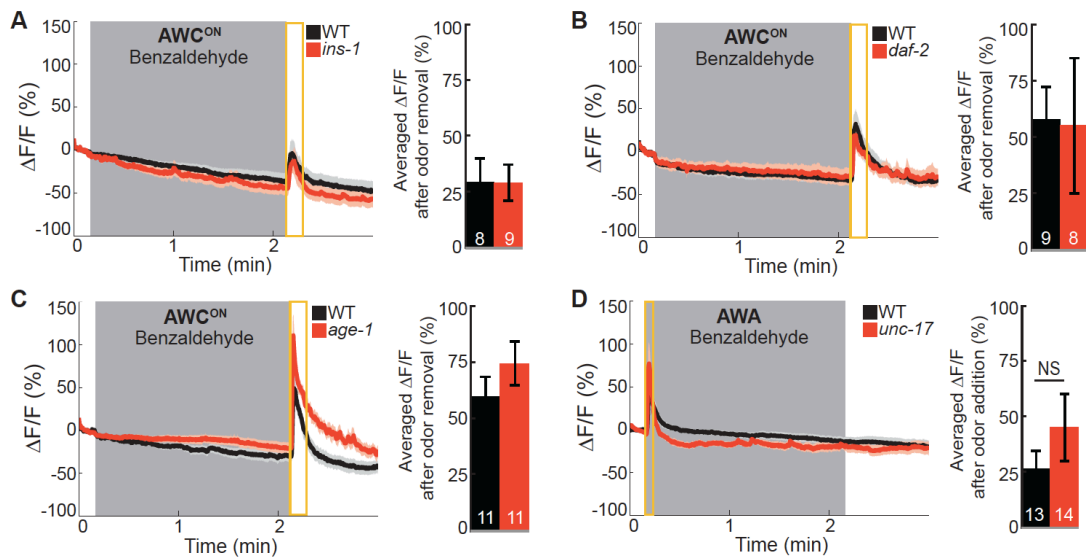 A
AWC^ON
Benzaldehyde
WT
ins-1
ΔF/F (%)
150
100
50
0
-50
-100
0
1
2
Time (min)
Averaged ΔF/F
after odor removal (%)
100
75
50
25
0
8
9
B
AWC^ON
Benzaldehyde
WT
daf-2
ΔF/F (%)
150
100
50
0
-50
-100
0
1
2
Time (min)
Averaged ΔF/F
after odor removal (%)
100
75
50
25
0
9
8
C
AWC^ON
Benzaldehyde
WT
age-1
ΔF/F (%)
150
100
50
0
-50
-100
0
1
2
Time (min)
Averaged ΔF/F
after odor removal (%)
100
75
50
25
0
11
11
D
AWA
Benzaldehyde
WT
unc-17
ΔF/F (%)
150
100
50
0
-50
-100
0
1
2
Time (min)
Averaged ΔF/F
after odor addition (%)
100
75
50
25
0
NS
13
14